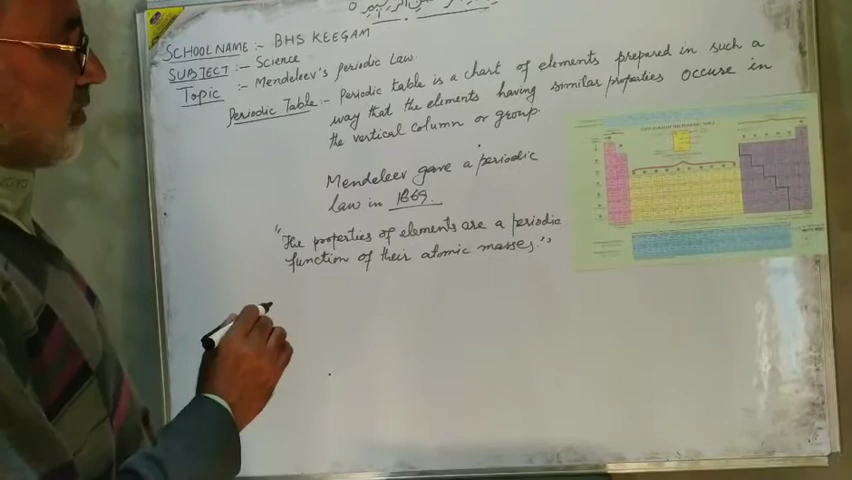 SCHOOL NAME :- BHS KEEGAM
SUBJECT :- Science
Topic :- Mendeleev's Periodic Law.
Periodic Table :- Periodic table is a chart of elements prepared in such a
way that the elements having similar properties occure in
the vertical column or group.
Mendeleev gave a periodic
law in 1869.
"The properties of elements are a periodic
function of their atomic masses."